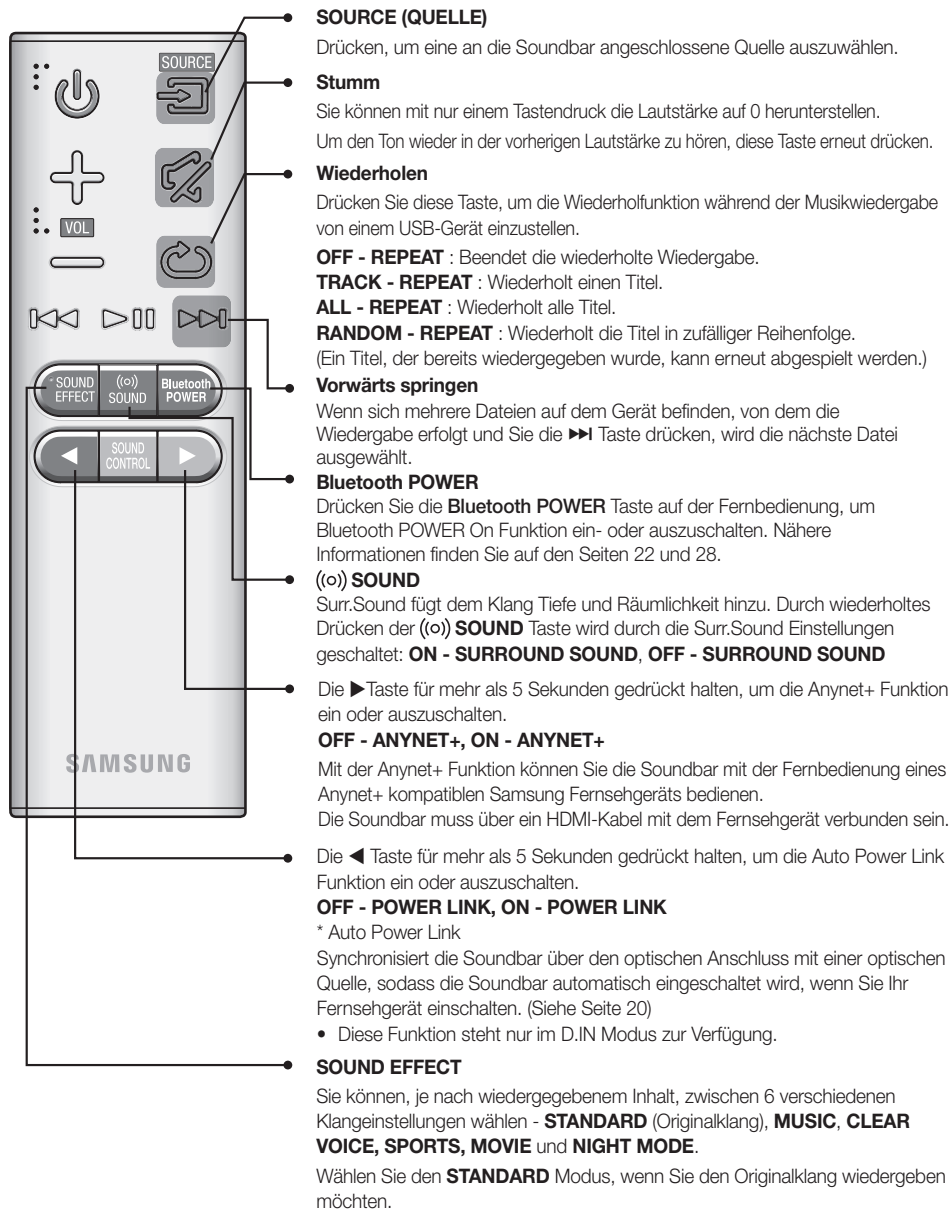 SOURCE
VOL
* SOUND
EFFECT
((o))
SOUND
Bluetooth
POWER
SOUND
CONTROL
SAMSUNG
SOURCE (QUELLE)
Drücken, um eine an die Soundbar angeschlossene Quelle auszuwählen.
Stumm
Sie können mit nur einem Tastendruck die Lautstärke auf 0 herunterstellen.
Um den Ton wieder in der vorherigen Lautstärke zu hören, diese Taste erneut drücken.
Wiederholen
Drücken Sie diese Taste, um die Wiederholfunktion während der Musikwiedergabe
von einem USB-Gerät einzustellen.
OFF - REPEAT : Beendet die wiederholte Wiedergabe.
TRACK - REPEAT : Wiederholt einen Titel.
ALL - REPEAT : Wiederholt alle Titel.
RANDOM - REPEAT : Wiederholt die Titel in zufälliger Reihenfolge.
(Ein Titel, der bereits wiedergegeben wurde, kann erneut abgespielt werden.)
Vorwärts springen
Wenn sich mehrere Dateien auf dem Gerät befinden, von dem die
Wiedergabe erfolgt und Sie die ▶▶I Taste drücken, wird die nächste Datei
ausgewählt.
Bluetooth POWER
Drücken Sie die Bluetooth POWER Taste auf der Fernbedienung, um
Bluetooth POWER On Funktion ein- oder auszuschalten. Nähere
Informationen finden Sie auf den Seiten 22 und 28.
((o)) SOUND
Surr.Sound fügt dem Klang Tiefe und Räumlichkeit hinzu. Durch wiederholtes
Drücken der ((o)) SOUND Taste wird durch die Surr.Sound Einstellungen
geschaltet: ON - SURROUND SOUND, OFF - SURROUND SOUND
Die ▶Taste für mehr als 5 Sekunden gedrückt halten, um die Anynet+ Funktion
ein oder auszuschalten.
OFF - ANYNET+, ON - ANYNET+
Mit der Anynet+ Funktion können Sie die Soundbar mit der Fernbedienung eines
Anynet+ kompatiblen Samsung Fernsehgeräts bedienen.
Die Soundbar muss über ein HDMI-Kabel mit dem Fernsehgerät verbunden sein.
Die ◀ Taste für mehr als 5 Sekunden gedrückt halten, um die Auto Power Link
Funktion ein oder auszuschalten.
OFF - POWER LINK, ON - POWER LINK
* Auto Power Link
Synchronisiert die Soundbar über den optischen Anschluss mit einer optischen
Quelle, sodass die Soundbar automatisch eingeschaltet wird, wenn Sie Ihr
Fernsehgerät einschalten. (Siehe Seite 20)
• Diese Funktion steht nur im D.IN Modus zur Verfügung.
SOUND EFFECT
Sie können, je nach wiedergegebenem Inhalt, zwischen 6 verschiedenen
Klangeinstellungen wählen - STANDARD (Originalklang), MUSIC, CLEAR
VOICE, SPORTS, MOVIE und NIGHT MODE.
Wählen Sie den STANDARD Modus, wenn Sie den Originalklang wiedergeben
möchten.